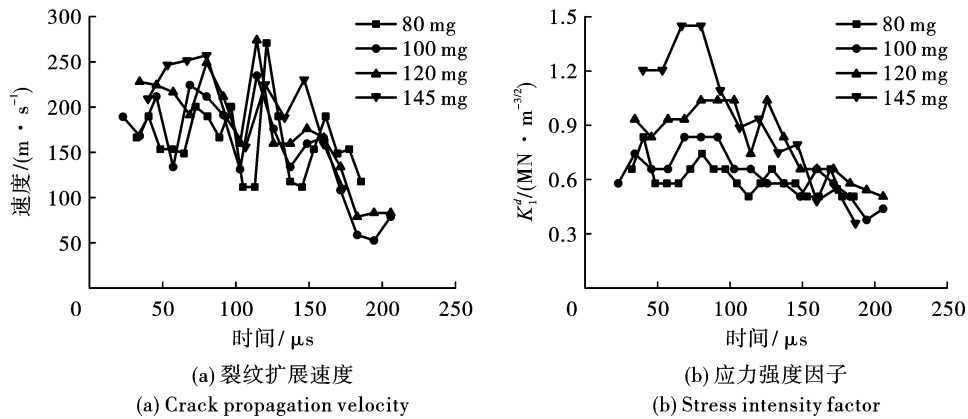 300
250
200
150
100
50
0
50
100
150
200
250
速度/(m · s⁻¹)
时间/ μs
80 mg
100 mg
120 mg
145 mg
(a) 裂纹扩展速度
(a) Crack propagation velocity
1.5
1.2
0.9
0.6
0.3
0
50
100
150
200
250
K₁ᵈ/(MN · m⁻³/²)
时间/ μs
80 mg
100 mg
120 mg
145 mg
(b) 应力强度因子
(b) Stress intensity factor